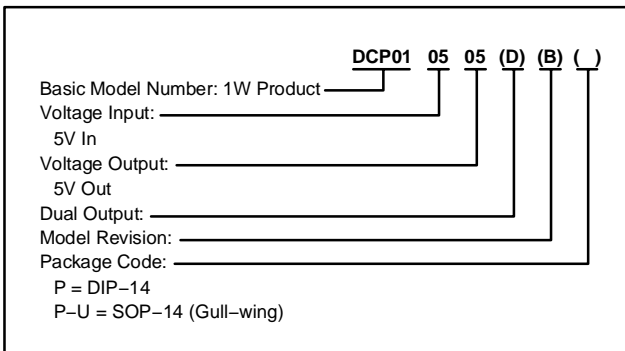 DCP01 05 05 (D) (B) ( )
Basic Model Number: 1W Product
Voltage Input:
5V In
Voltage Output:
5V Out
Dual Output:
Model Revision:
Package Code:
P = DIP−14
P−U = SOP−14 (Gull−wing)